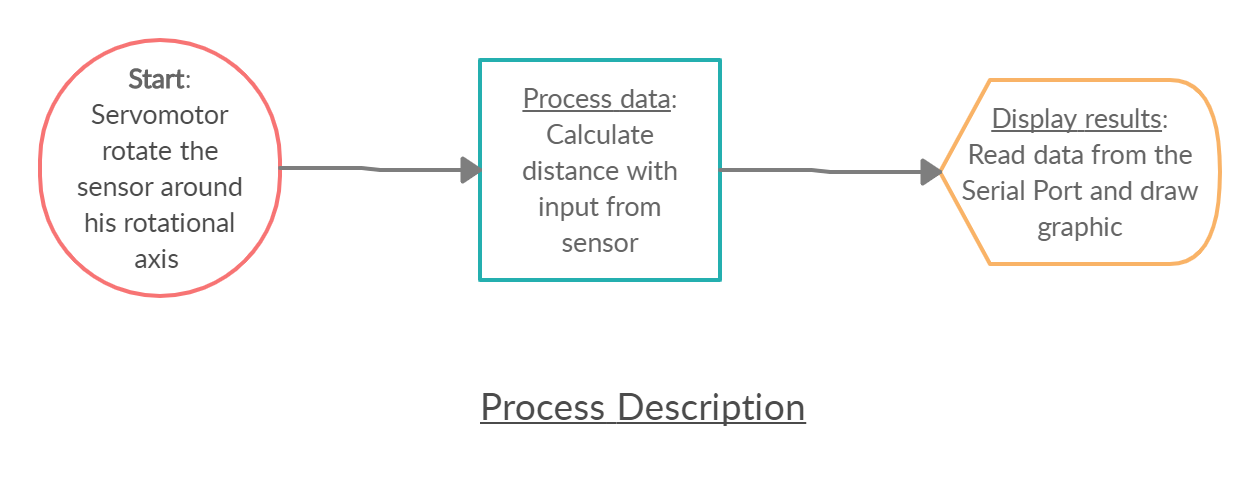 Start:
Servomotor
rotate the
sensor around
his rotational
axis
Process data:
Calculate
distance with
input from
sensor
Display results:
Read data from the
Serial Port and draw
graphic
Process Description